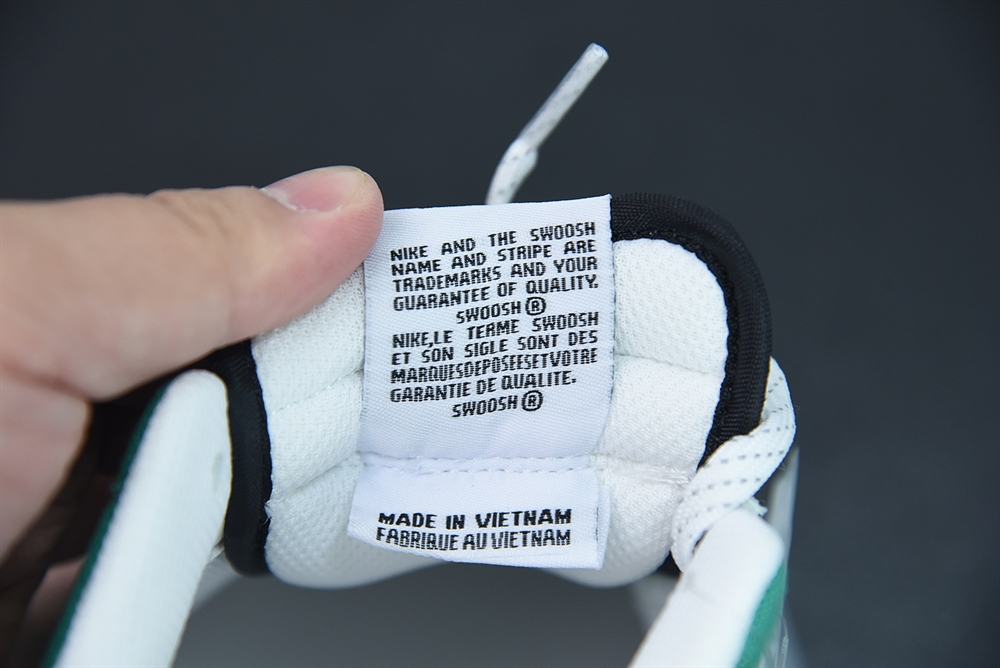 NIKE AND THE SWOOSH
NAME AND STRIPE ARE
TRADEMARKS AND YOUR
GUARANTEE OF QUALITY.
SWOOSH ®
NIKE,LE TERME SWOOSH
ET SON SIGLE SONT DES
MARQUESDEPOSEESETVOTRE
GARANTIE DE QUALITE.
SWOOSH ®
MADE IN VIETNAM
FABRIQUE AU VIETNAM